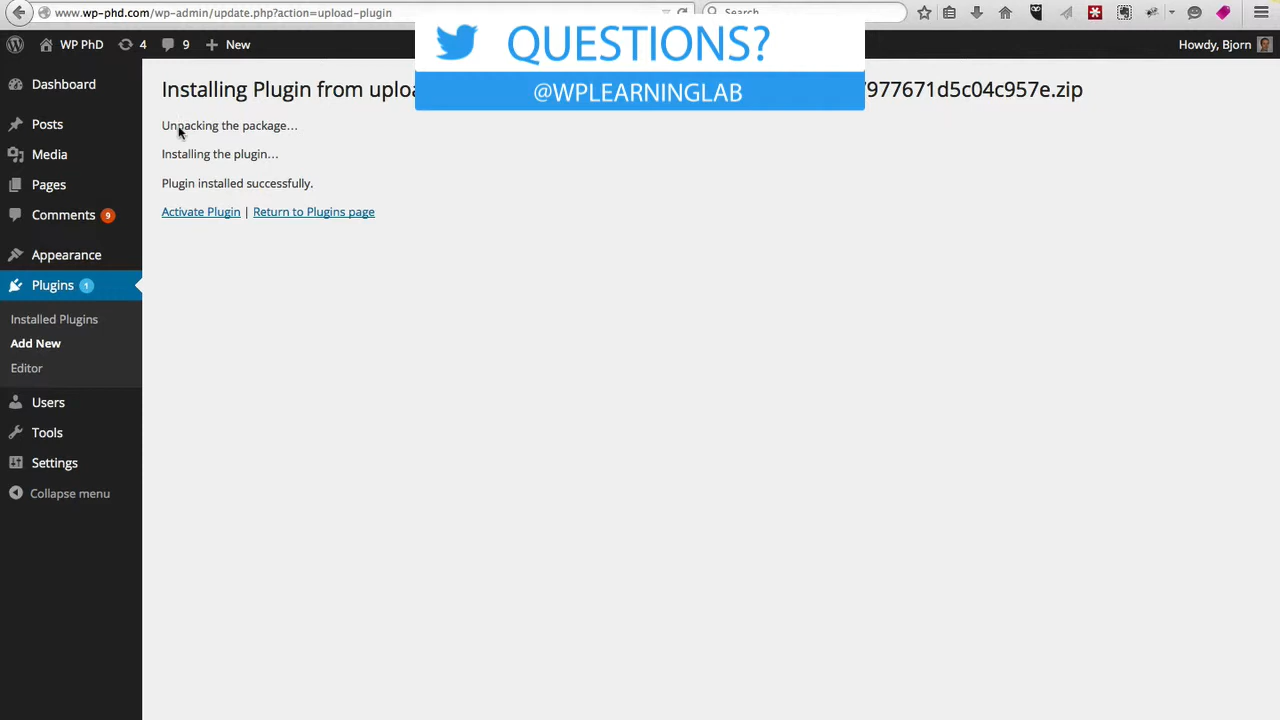 www.wp-phd.com/wp-admin/update.php?action=upload-plugin
Search
WP PhD
4
9
New
Howdy, Bjorn
QUESTIONS?
@WPLEARNINGLAB
Dashboard
Posts
Media
Pages
Comments 9
Appearance
Plugins 1
Installed Plugins
Add New
Editor
Users
Tools
Settings
Collapse menu
Installing Plugin from uploa 7977671d5c04c957e.zip
Unpacking the package…
Installing the plugin…
Plugin installed successfully.
Activate Plugin | Return to Plugins page